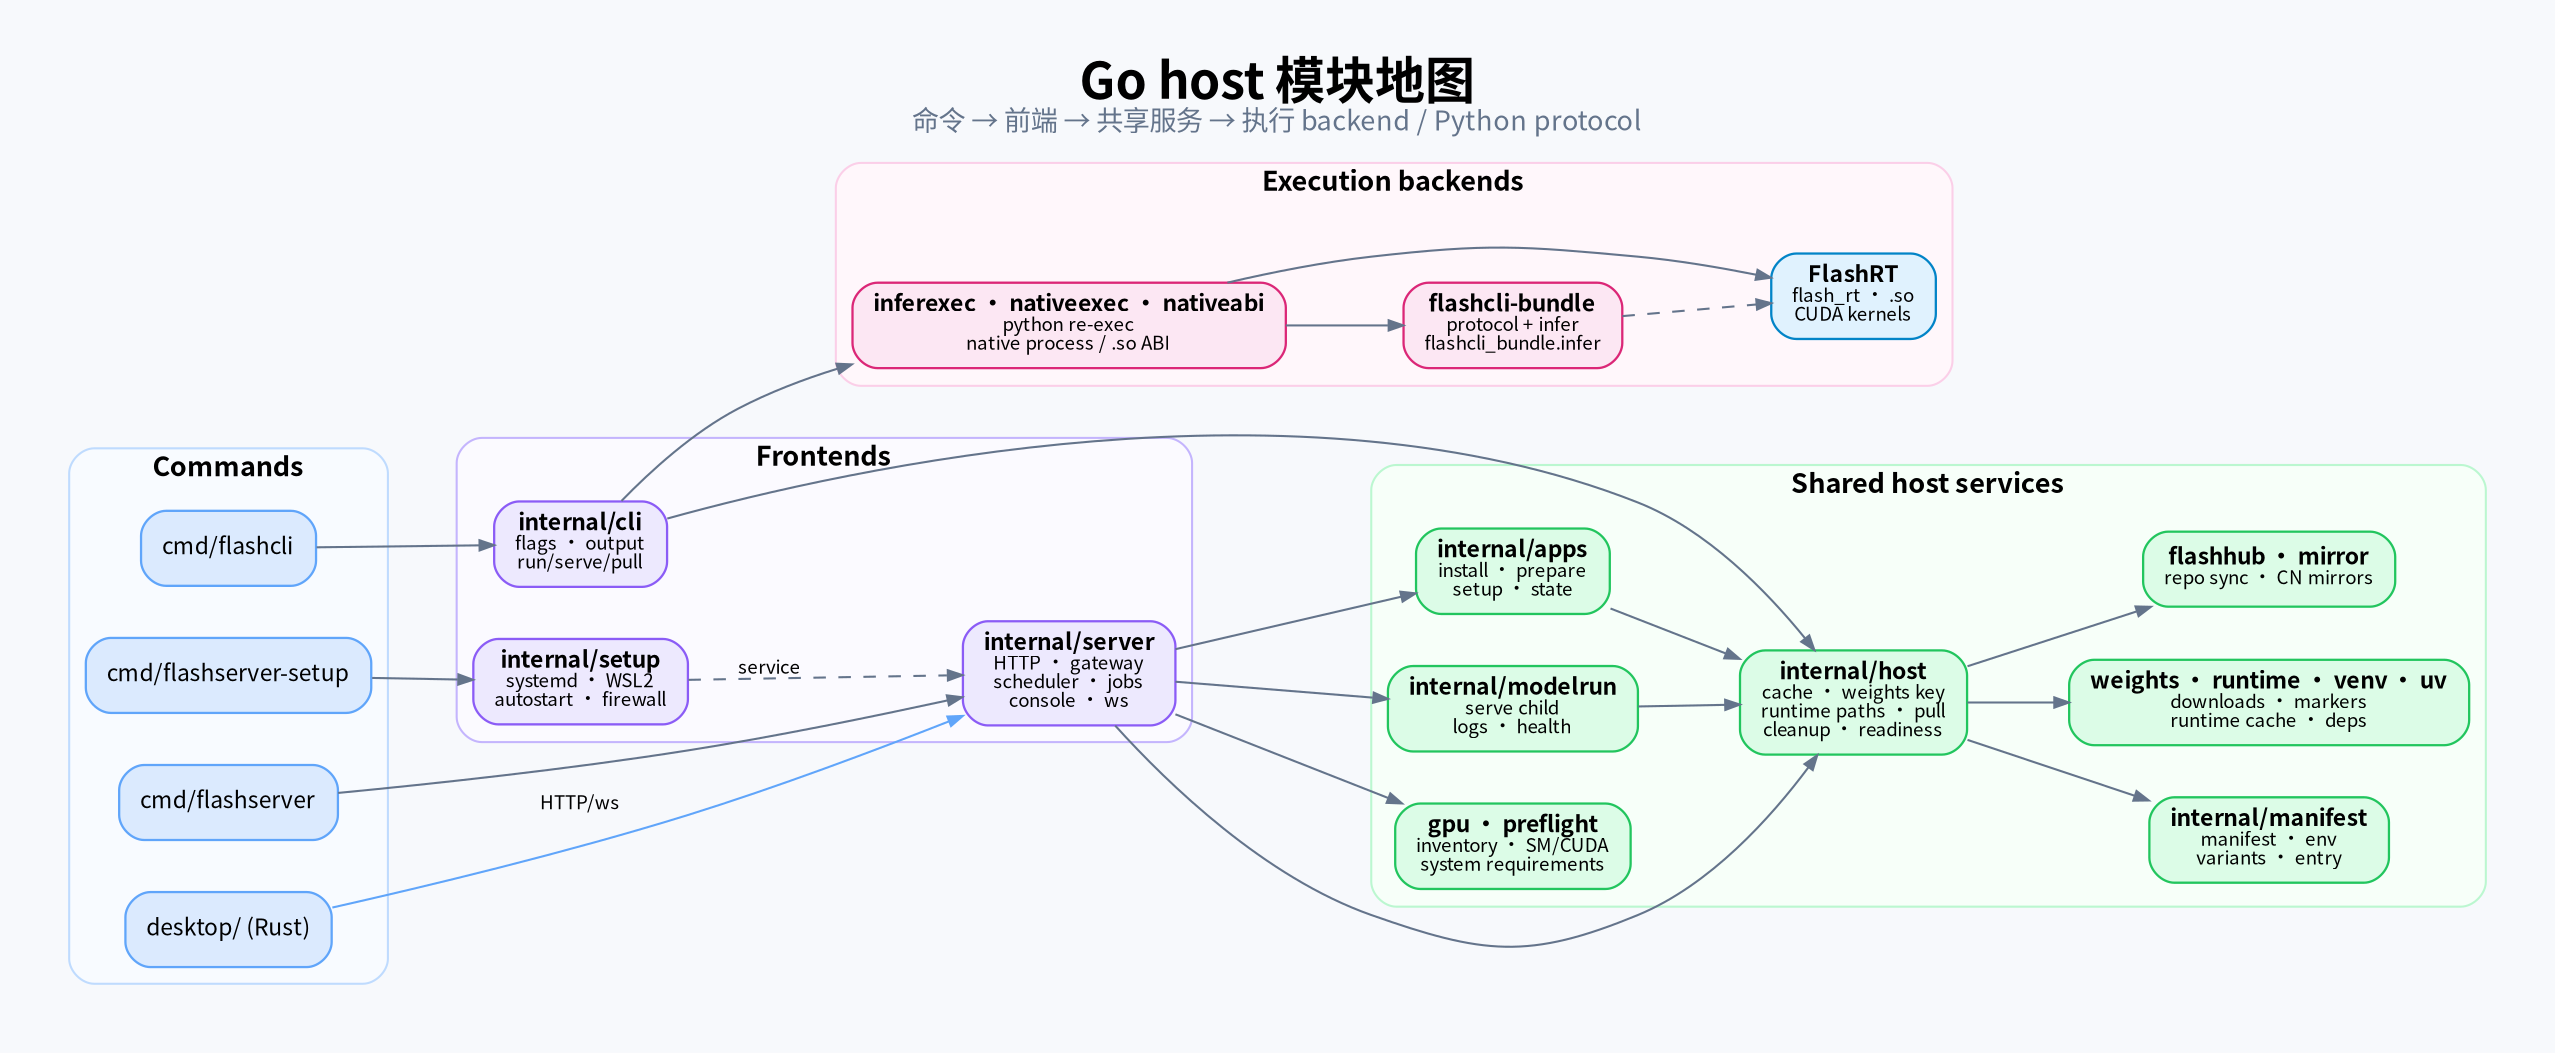 Go host 模块地图
命令 → 前端 → 共享服务 → 执行 backend / Python protocol
Execution backends
inferexec • nativeexec • nativeabi
python re-exec
native process / .so ABI
flashcli-bundle
protocol + infer
flashcli_bundle.infer
FlashRT
flash_rt • .so
CUDA kernels
Commands
cmd/flashcli
cmd/flashserver-setup
cmd/flashserver
desktop/ (Rust)
HTTP/ws
Frontends
internal/cli
flags • output
run/serve/pull
internal/setup
systemd • WSL2
autostart • firewall
service
internal/server
HTTP • gateway
scheduler • jobs
console • ws
Shared host services
internal/apps
install • prepare
setup • state
internal/modelrun
serve child
logs • health
gpu • preflight
inventory • SM/CUDA
system requirements
internal/host
cache • weights key
runtime paths • pull
cleanup • readiness
flashhub • mirror
repo sync • CN mirrors
weights • runtime • venv • uv
downloads • markers
runtime cache • deps
internal/manifest
manifest • env
variants • entry